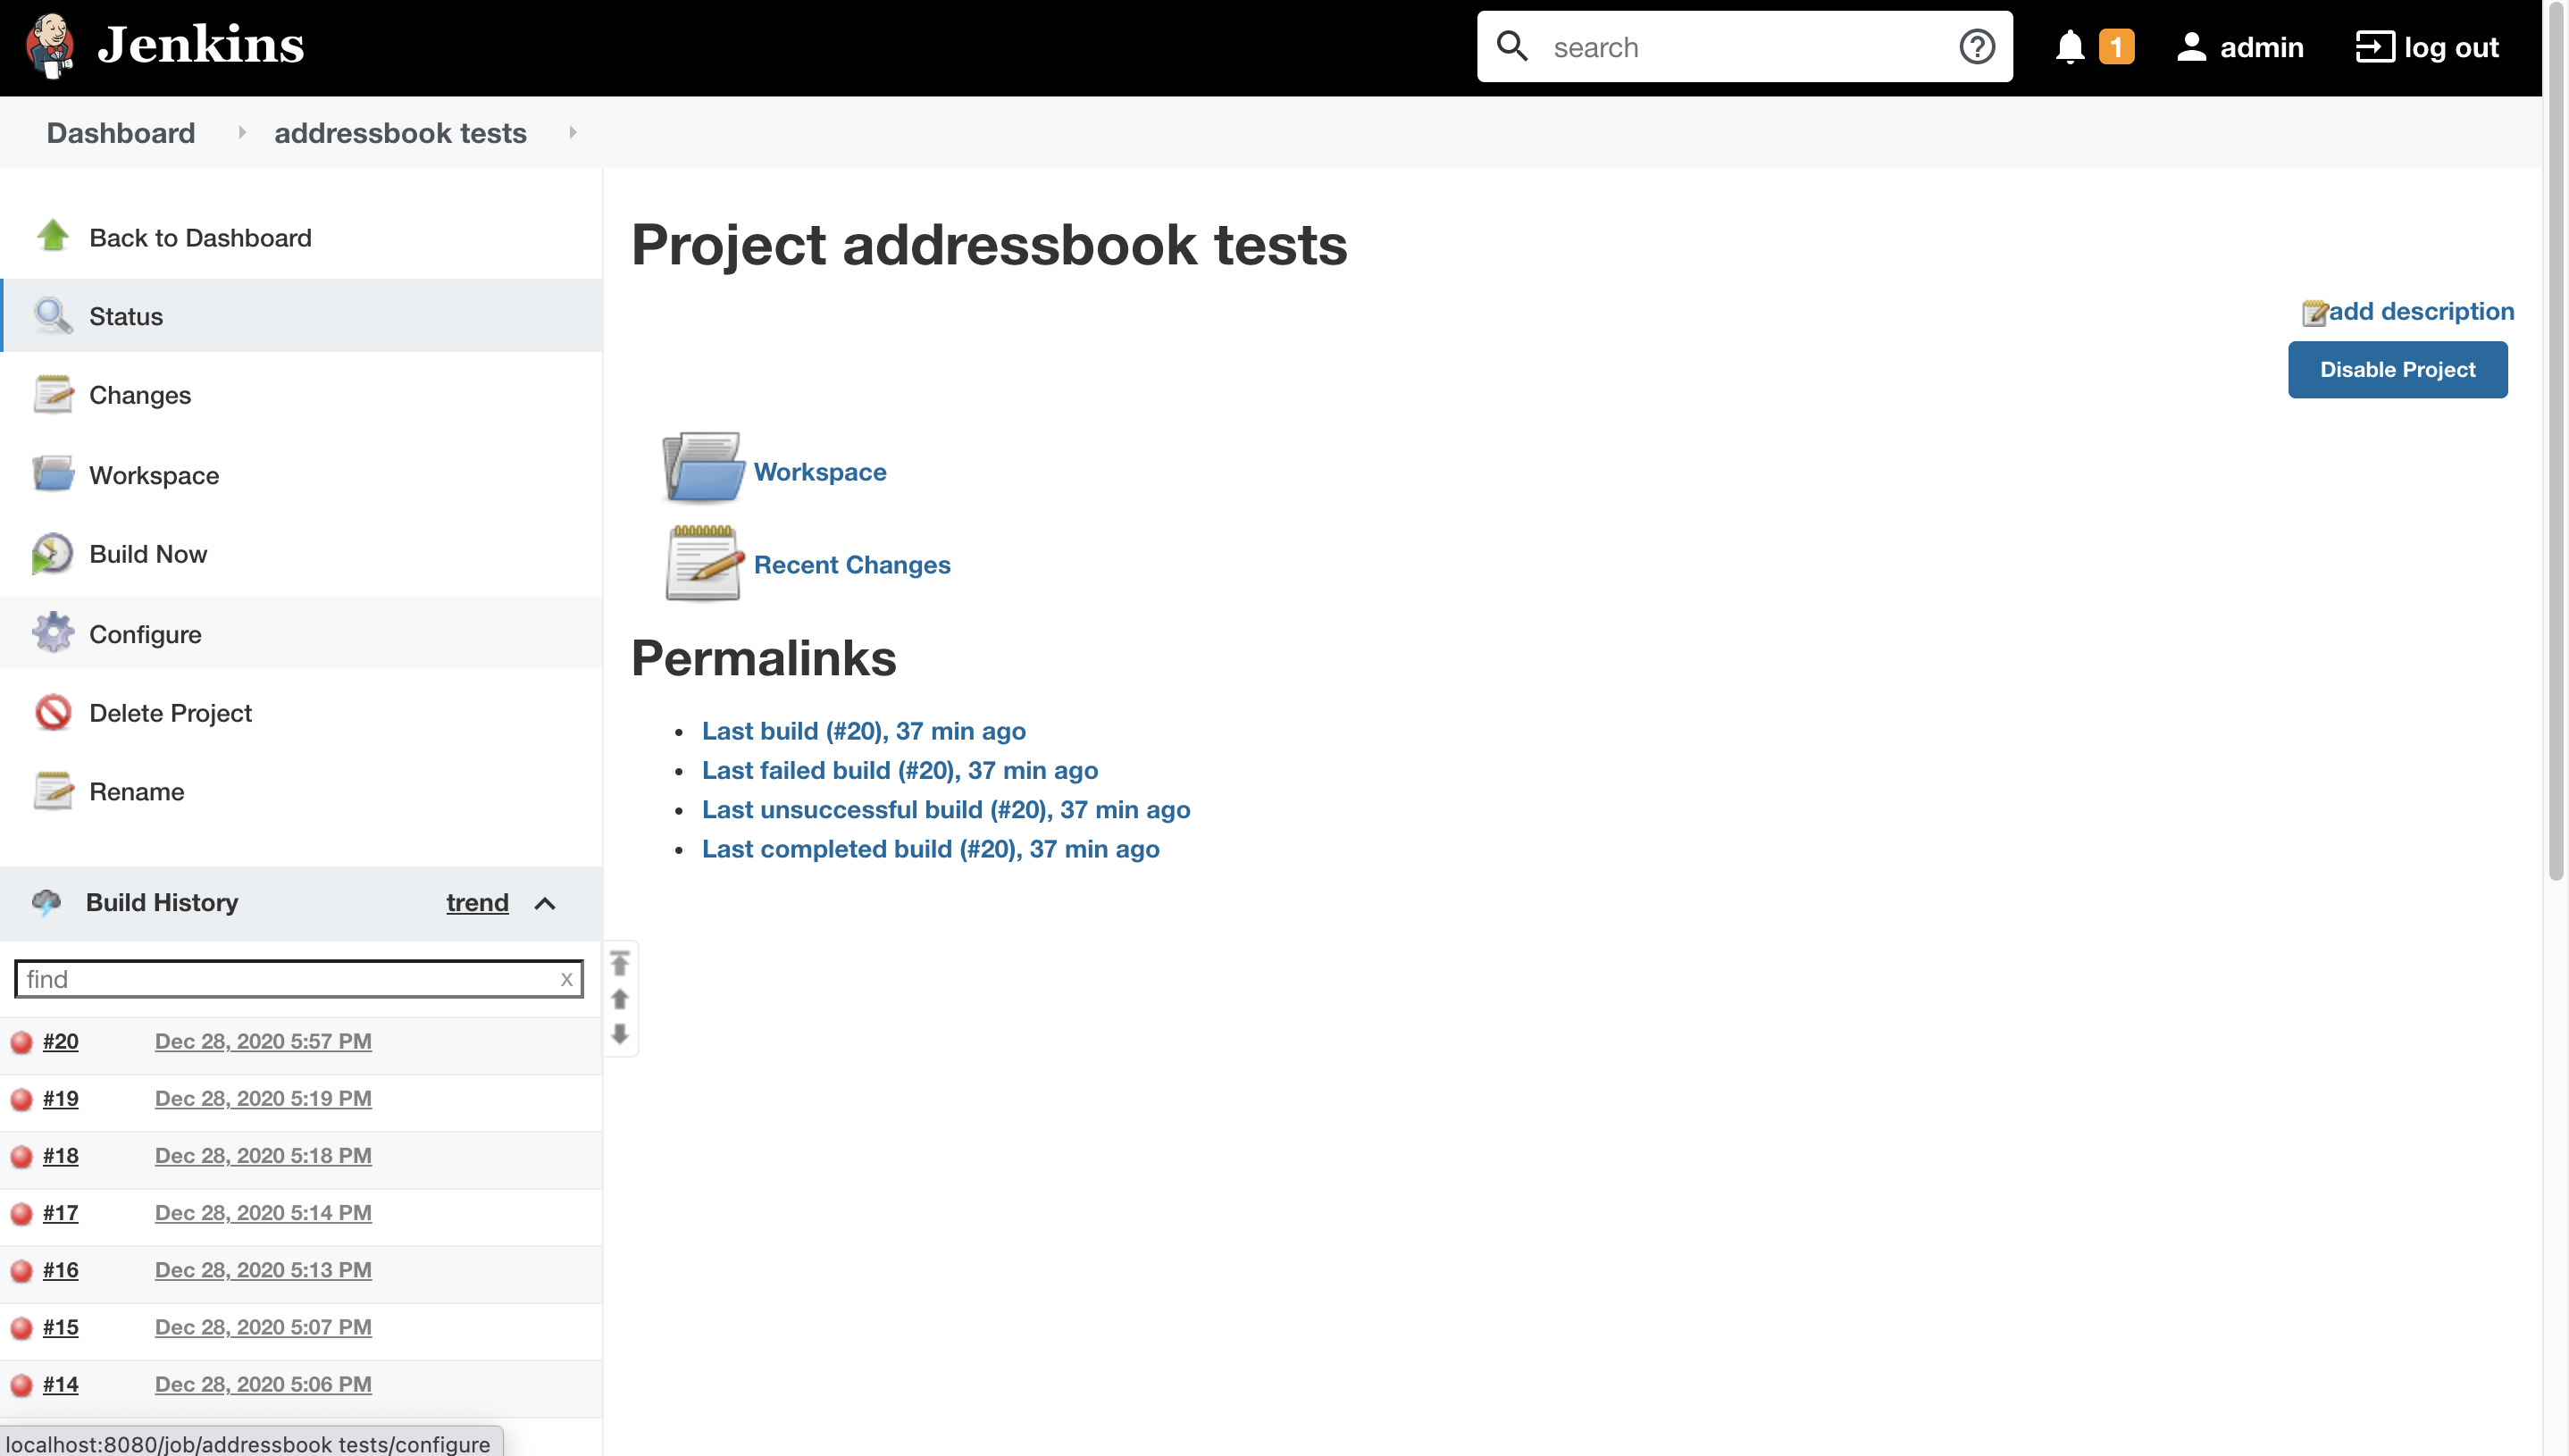 Jenkins
search
1
admin
log out
Dashboard
addressbook tests
Back to Dashboard
Status
Changes
Workspace
Build Now
Configure
Delete Project
Rename
Build History
trend
find
x
#20 Dec 28, 2020 5:57 PM
#19 Dec 28, 2020 5:19 PM
#18 Dec 28, 2020 5:18 PM
#17 Dec 28, 2020 5:14 PM
#16 Dec 28, 2020 5:13 PM
#15 Dec 28, 2020 5:07 PM
#14 Dec 28, 2020 5:06 PM
localhost:8080/job/addressbook tests/configure
Project addressbook tests
add description
Disable Project
Workspace
Recent Changes
Permalinks
Last build (#20), 37 min ago
Last failed build (#20), 37 min ago
Last unsuccessful build (#20), 37 min ago
Last completed build (#20), 37 min ago